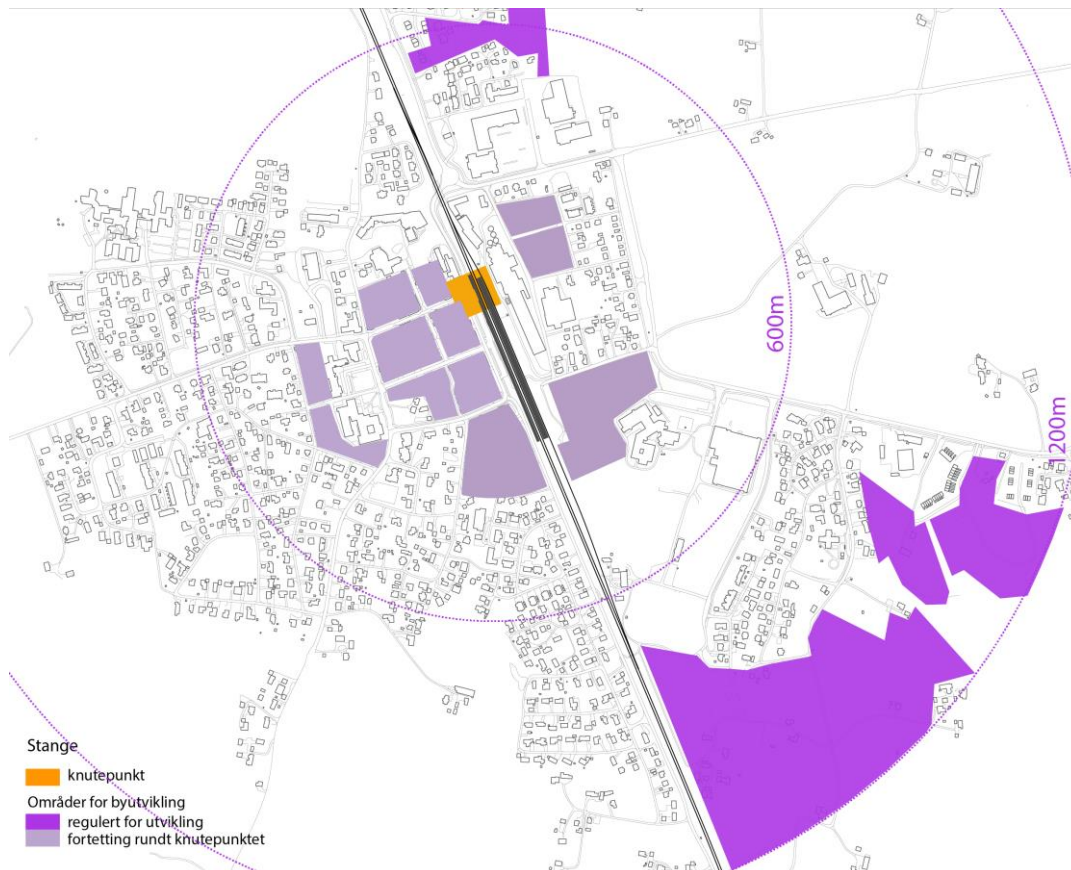 600m
1200m
Stange
knutepunkt
Områder for byutvikling
regulert for utvikling
fortetting rundt knutepunktet